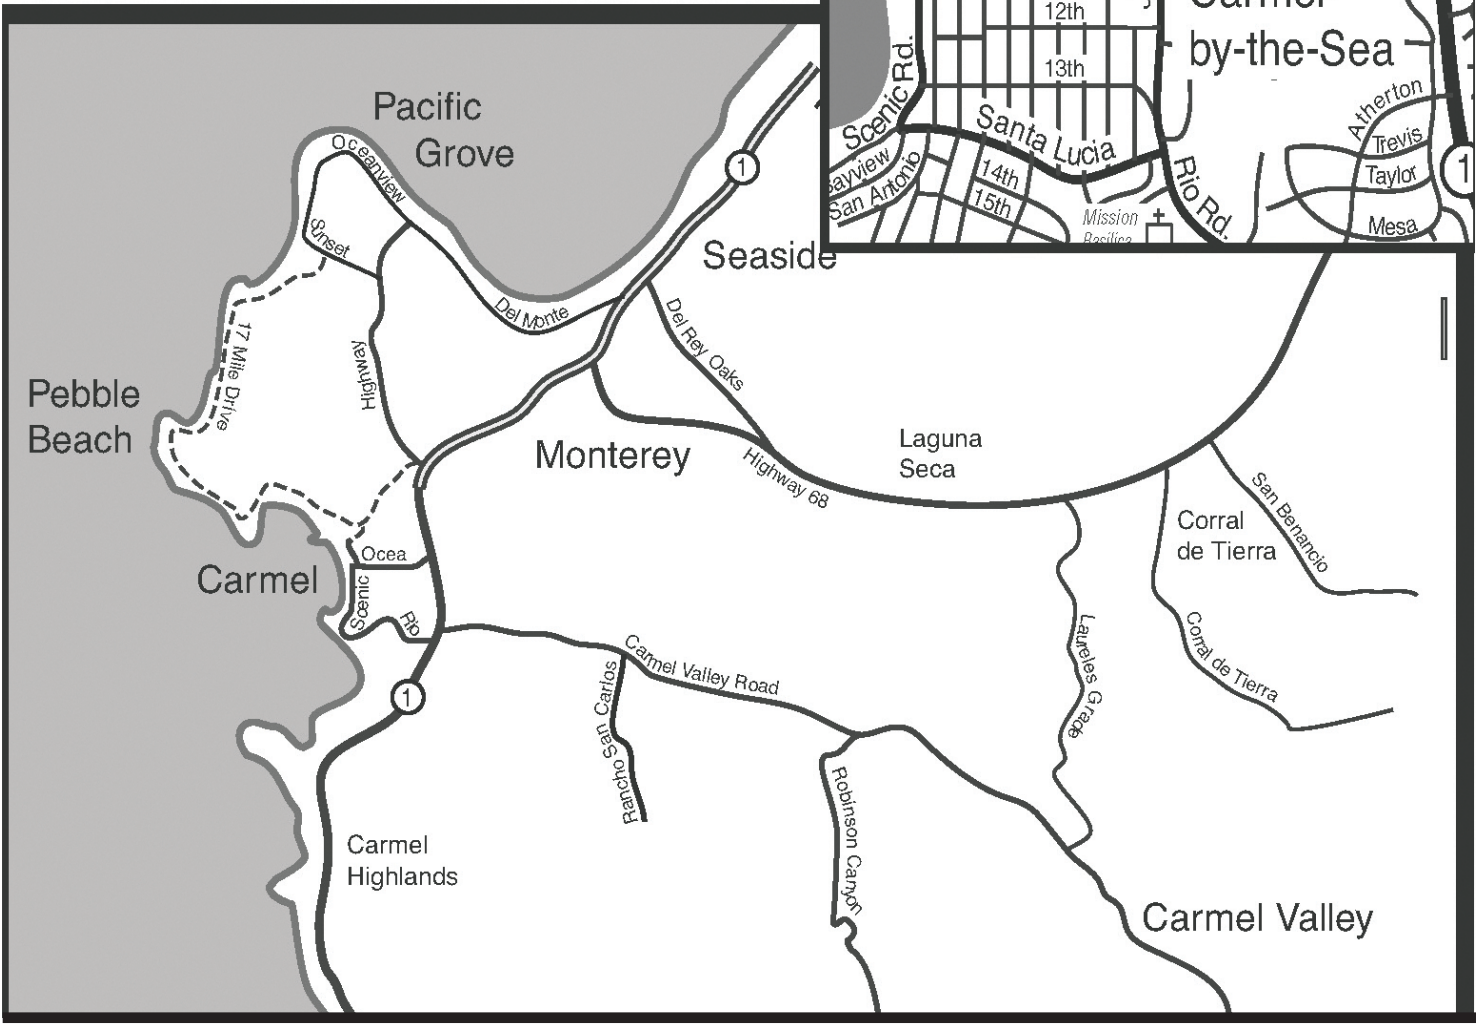 12th
Carmel
by-the-Sea
13th
Scenic Rd.
Santa Lucia
Atherton
Trevis
Taylor
Mesa
1
Bayview
San Antonio
14th
15th
Rio Rd.
Mission
Basilica
Pacific
Grove
Oceanview
Sunset
1
Seaside
Del Monte
Del Rey Oaks
17 Mile Drive
Highway
Pebble
Beach
Monterey
Highway 68
Laguna
Seca
San Benancio
Corral
de Tierra
Corral de Tierra
Carmel
Ocea
Scenic
Rio
1
Carmel Valley Road
Rancho San Carlos
Laureles Grade
Robinson Canyon
Carmel
Highlands
Carmel Valley